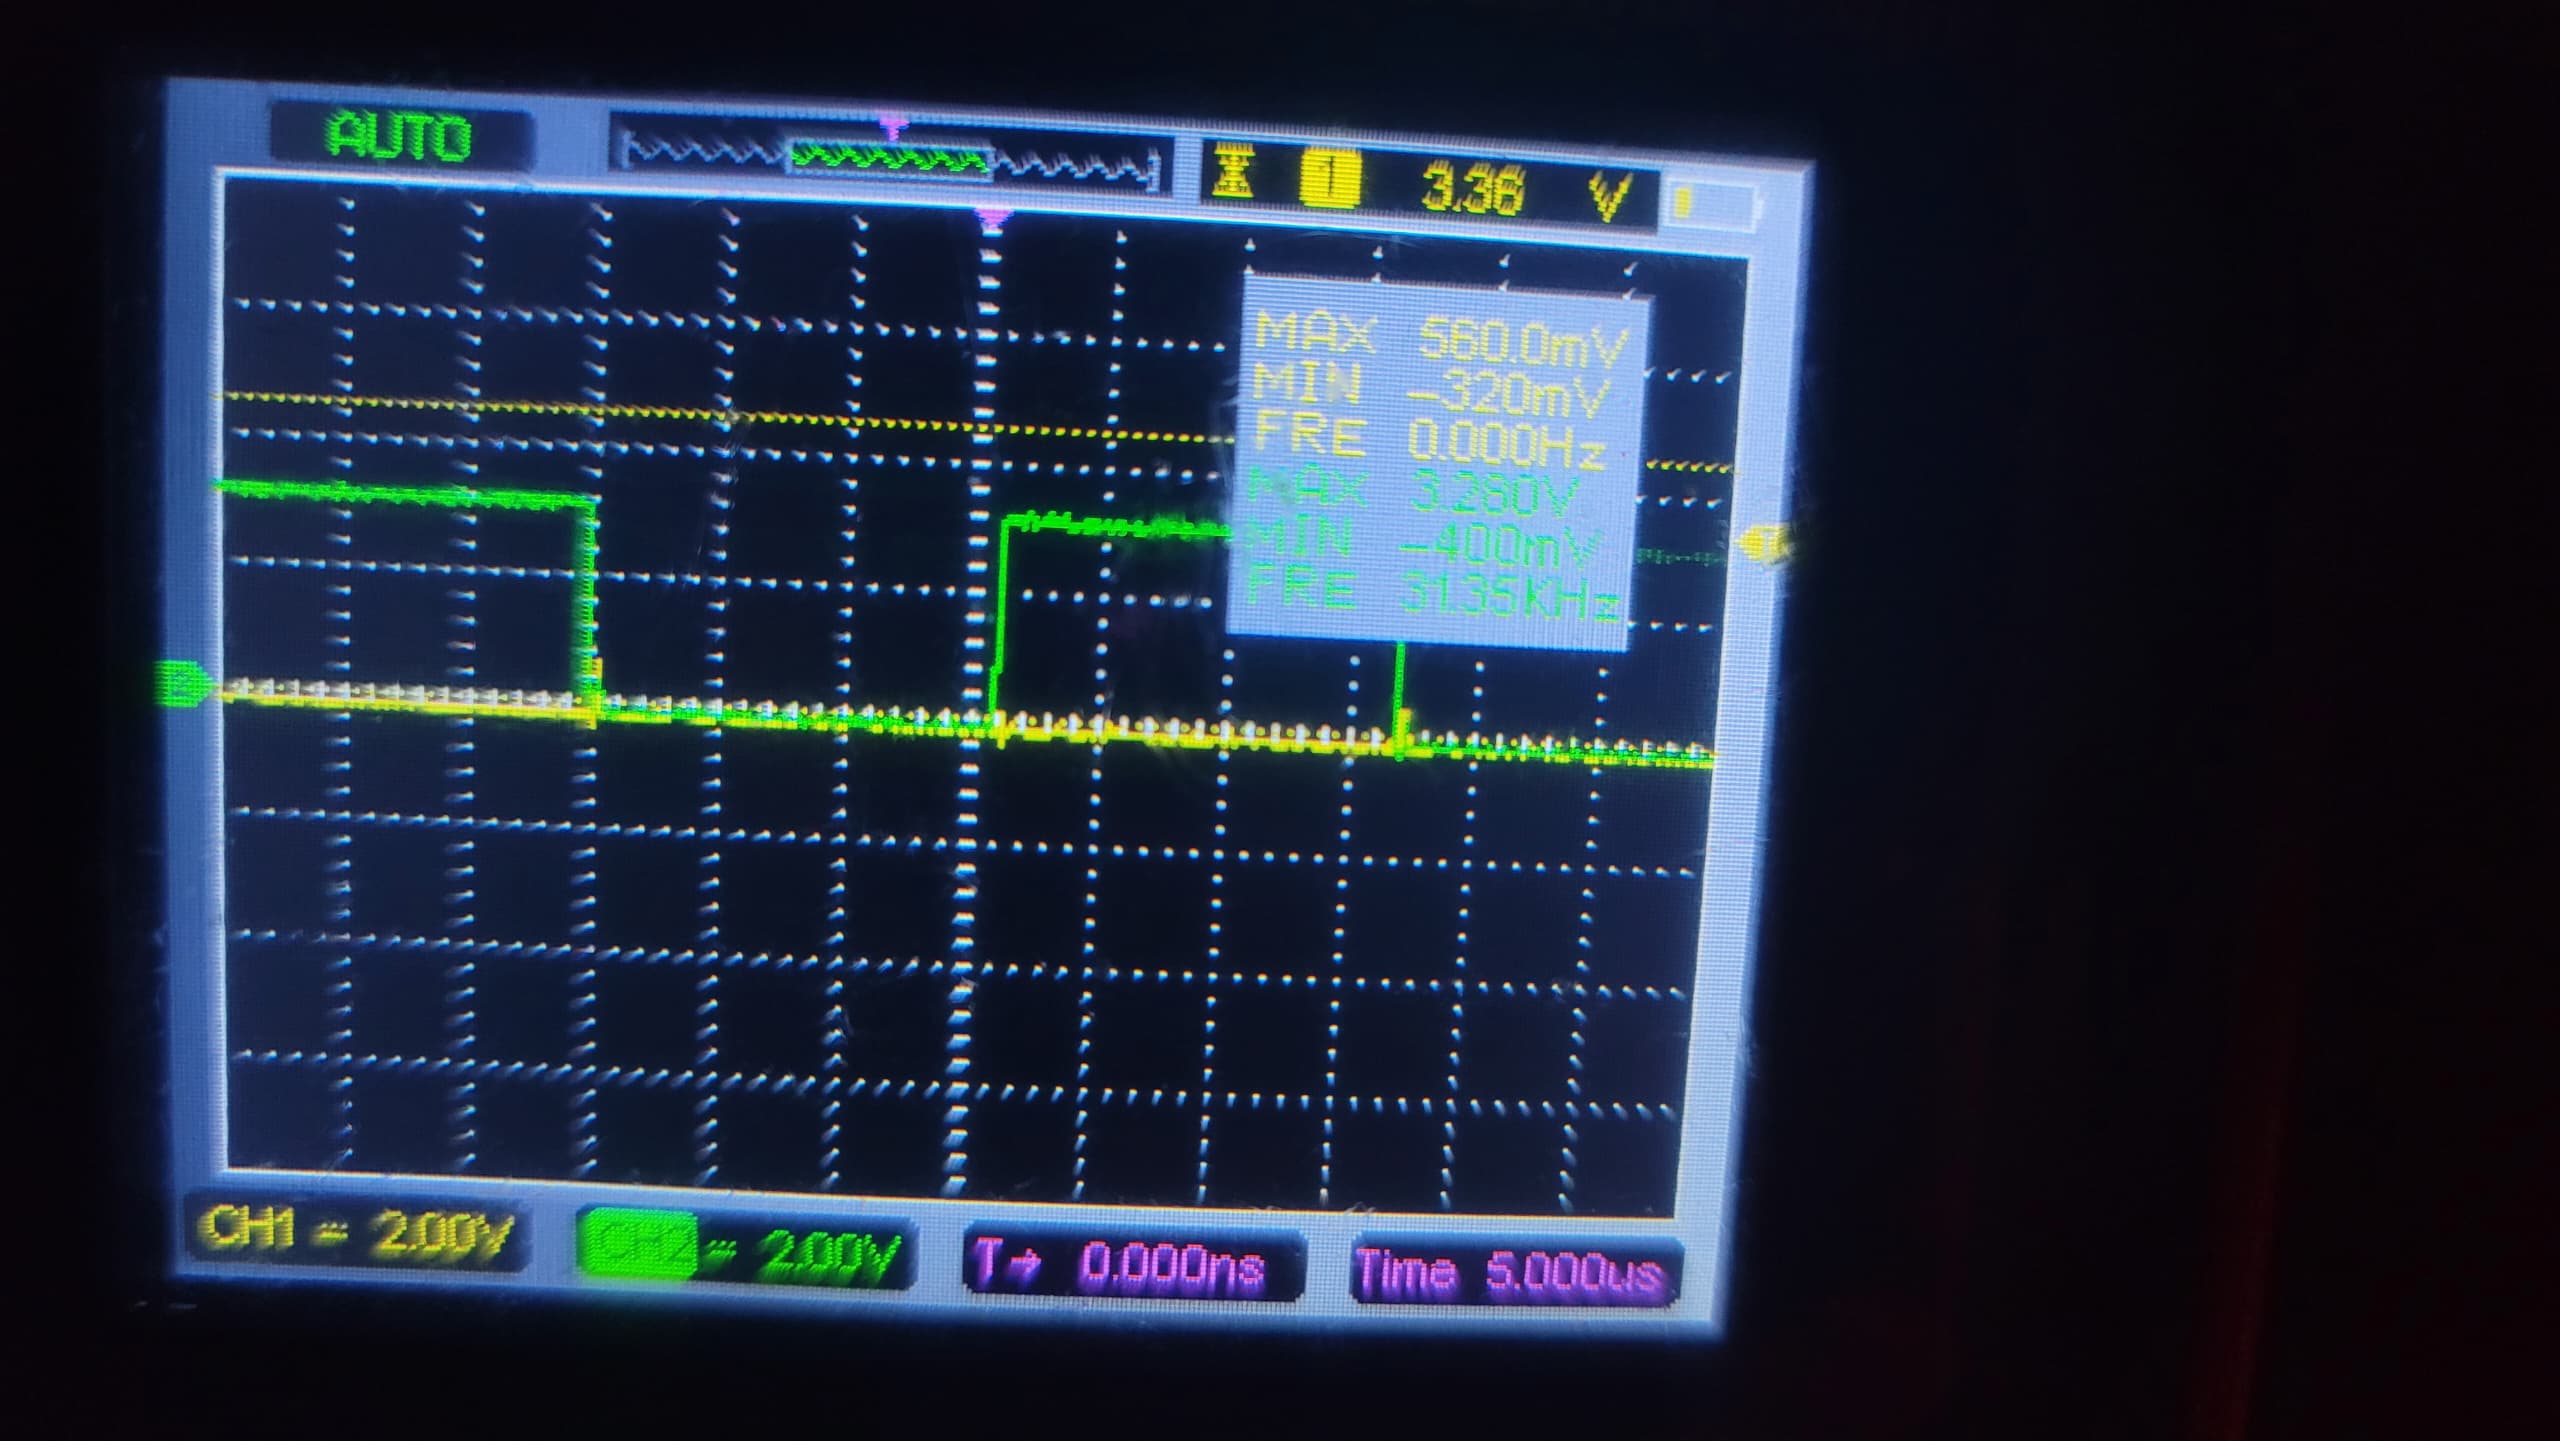 AUTO
1 3.36 V
MAX 560.0mV
MIN -320mV
FRE 0.000Hz
MAX 3.280V
MIN -400mV
FRE 31.35KHz
CH1 = 2.00V
CH2 = 2.00V
T→ 0.000ns
Time 5.000us